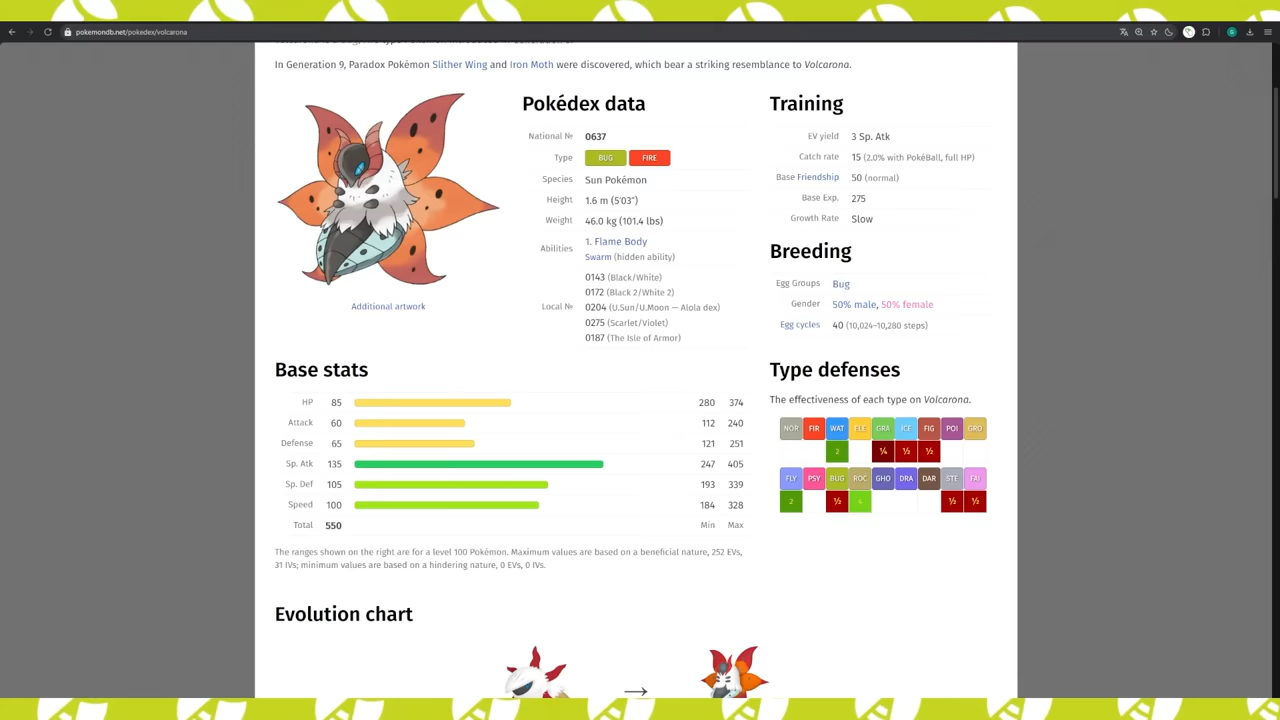 pokemondb.net/pokedex/volcarona
In Generation 9, Paradox Pokémon Slither Wing and Iron Moth were discovered, which bear a striking resemblance to Volcarona.
Additional artwork
Pokédex data
National № 0637
Type BUG FIRE
Species Sun Pokémon
Height 1.6 m (5′03″)
Weight 46.0 kg (101.4 lbs)
Abilities 1. Flame Body
Swarm (hidden ability)
Local № 0143 (Black/White)
0172 (Black 2/White 2)
0204 (U.Sun/U.Moon — Alola dex)
0275 (Scarlet/Violet)
0187 (The Isle of Armor)
Training
EV yield 3 Sp. Atk
Catch rate 15 (2.0% with PokéBall, full HP)
Base Friendship 50 (normal)
Base Exp. 275
Growth Rate Slow
Breeding
Egg Groups Bug
Gender 50% male, 50% female
Egg cycles 40 (10,024–10,280 steps)
Base stats
HP 85 280 374
Attack 60 112 240
Defense 65 121 251
Sp. Atk 135 247 405
Sp. Def 105 193 339
Speed 100 184 328
Total 550 Min Max
The ranges shown on the right are for a level 100 Pokémon. Maximum values are based on a beneficial nature, 252 EVs,
31 IVs; minimum values are based on a hindering nature, 0 EVs, 0 IVs.
Type defenses
The effectiveness of each type on Volcarona.
NOR FIR WAT ELE GRA ICE FIG POI GRO
2 ¼ ½ ½
FLY PSY BUG ROC GHO DRA DAR STE FAI
2 ½ 4 ½ ½
Evolution chart